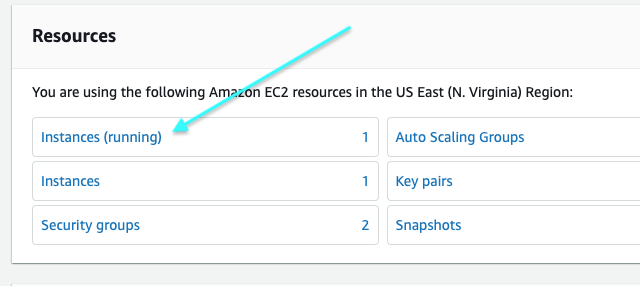 Resources
You are using the following Amazon EC2 resources in the US East (N. Virginia) Region:
Instances (running) 1 Auto Scaling Groups
Instances 1 Key pairs
Security groups 2 Snapshots